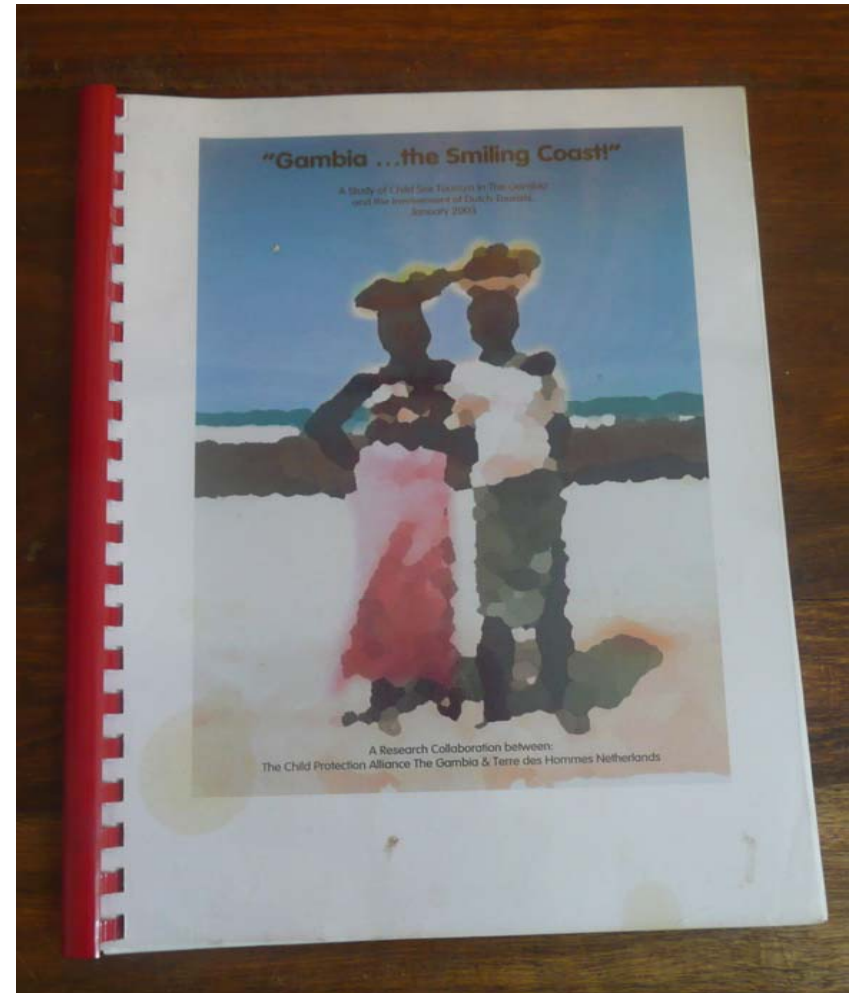 "Gambia ...the Smiling Coast!"
A Study of Child Sex Tourism in The Gambia
and the Involvement of Dutch Tourists
January 2003
A Research Collaboration between:
The Child Protection Alliance The Gambia & Terre des Hommes Netherlands